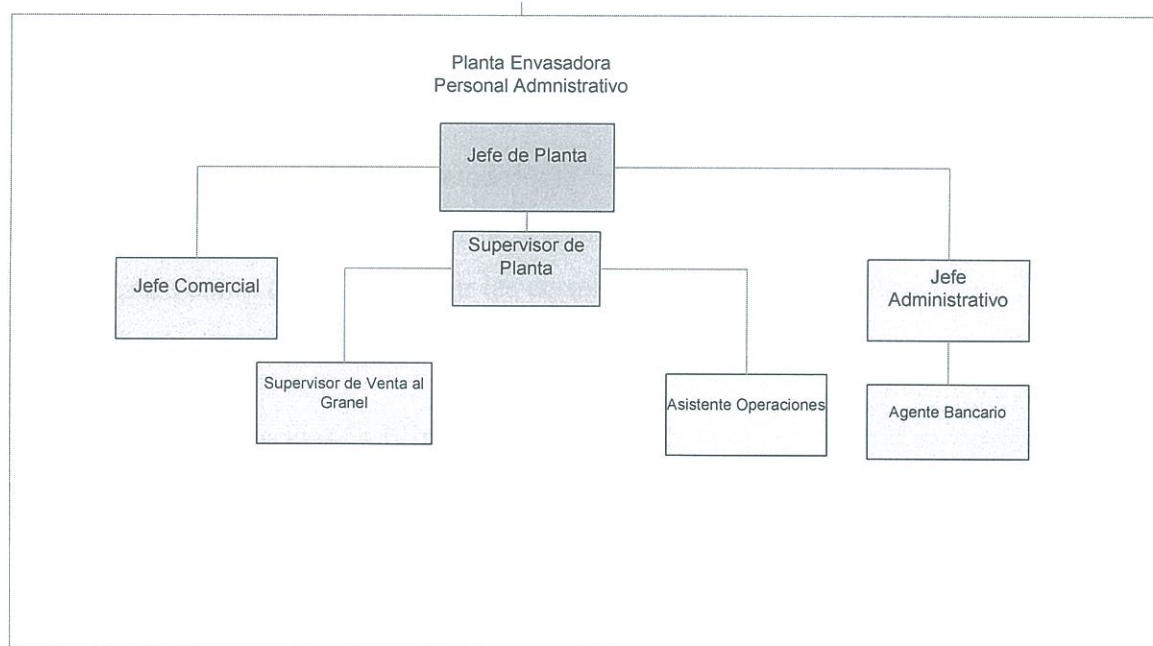 Planta Envasadora
Personal Admnistrativo
Jefe de Planta
Supervisor de
Planta
Jefe Comercial
Jefe
Administrativo
Supervisor de Venta al
Granel
Asistente Operaciones
Agente Bancario